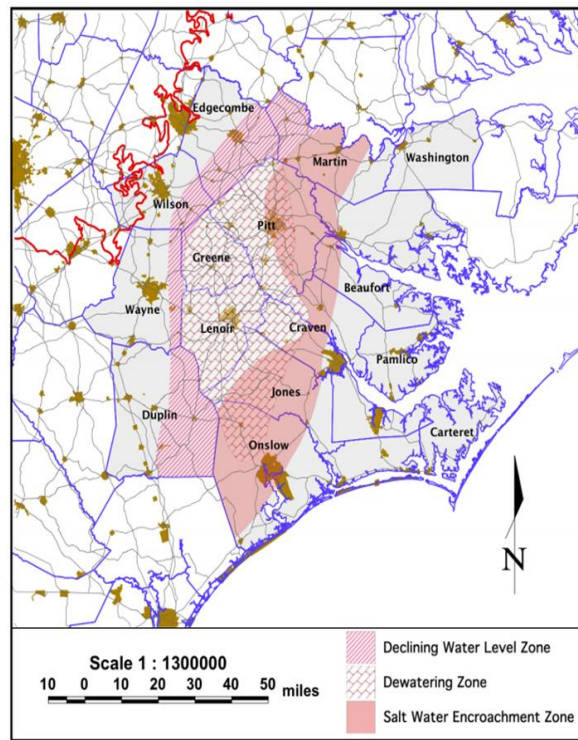 Edgecombe
Martin
Washington
Wilson
Pitt
Greene
Beaufort
Wayne
Lenoir
Craven
Pamlico
Jones
Duplin
Carteret
Onslow
N
Scale 1 : 1300000
10 0 10 20 30 40 50 miles
Declining Water Level Zone
Dewatering Zone
Salt Water Encroachment Zone